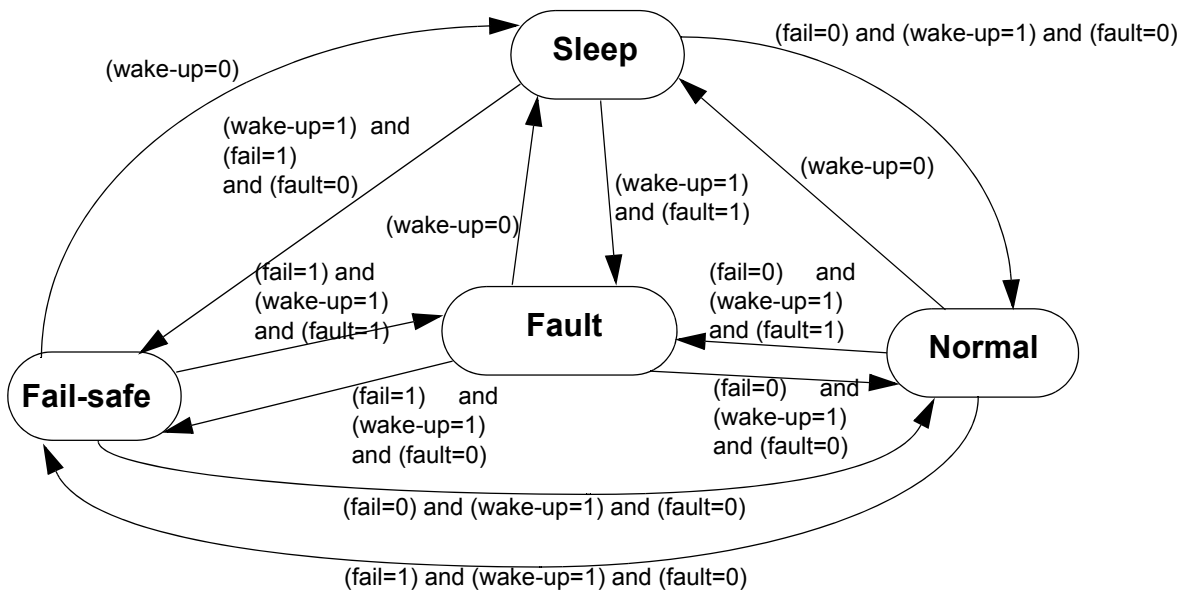 Sleep
(fail=0) and (wake-up=1) and (fault=0)
(wake-up=0)
(wake-up=1) and
(fail=1)
and (fault=0)
(wake-up=0)
(wake-up=1)
and (fault=1)
(wake-up=0)
(fail=1) and
(wake-up=1)
and (fault=1)
Fault
(fail=0) and
(wake-up=1)
and (fault=1)
Normal
Fail-safe
(fail=1) and
(wake-up=1)
and (fault=0)
(fail=0) and
(wake-up=1)
and (fault=0)
(fail=0) and (wake-up=1) and (fault=0)
(fail=1) and (wake-up=1) and (fault=0)